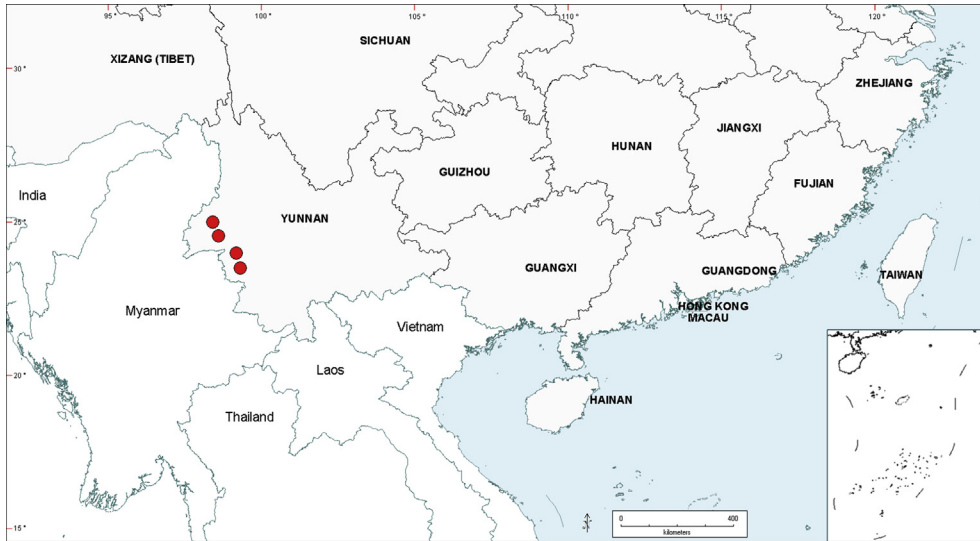 95 °
100 °
105 °
110 °
115 °
120 °
SICHUAN
XIZANG (TIBET)
30 °
ZHEJIANG
JIANGXI
HUNAN
GUIZHOU
FUJIAN
India
25 °
YUNNAN
GUANGXI
GUANGDONG
TAIWAN
HONG KONG
MACAU
Myanmar
Vietnam
Laos
20 °
HAINAN
Thailand
15 °
0
400
kilometers